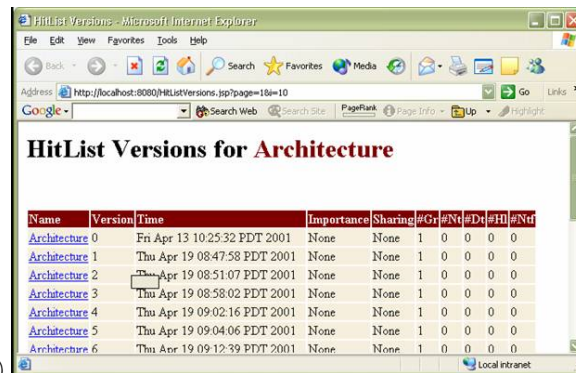 HitList Versions - Microsoft Internet Explorer
File Edit View Favorites Tools Help
Back Search Favorites Media
Address http://localhost:8080/HitListVersions.jsp?page=1&i=10 Go Links
Google Search Web Search Site PageRank Page Info Up Highlight
HitList Versions for Architecture
Name Version Time Importance Sharing #Gr #Nt #Dt #Hl #Ntf
Architecture 0 Fri Apr 13 10:25:32 PDT 2001 None None 1 0 0 0 0
Architecture 1 Thu Apr 19 08:47:58 PDT 2001 None None 1 0 0 0 0
Architecture 2 Thu Apr 19 08:51:07 PDT 2001 None None 1 0 0 0 0
Architecture 3 Thu Apr 19 08:58:02 PDT 2001 None None 1 0 0 0 0
Architecture 4 Thu Apr 19 09:02:16 PDT 2001 None None 1 0 0 0 0
Architecture 5 Thu Apr 19 09:04:06 PDT 2001 None None 1 0 0 0 0
Architecture 6 Thu Apr 19 09:12:39 PDT 2001 None None 1 0 0 0 0
)
Local intranet